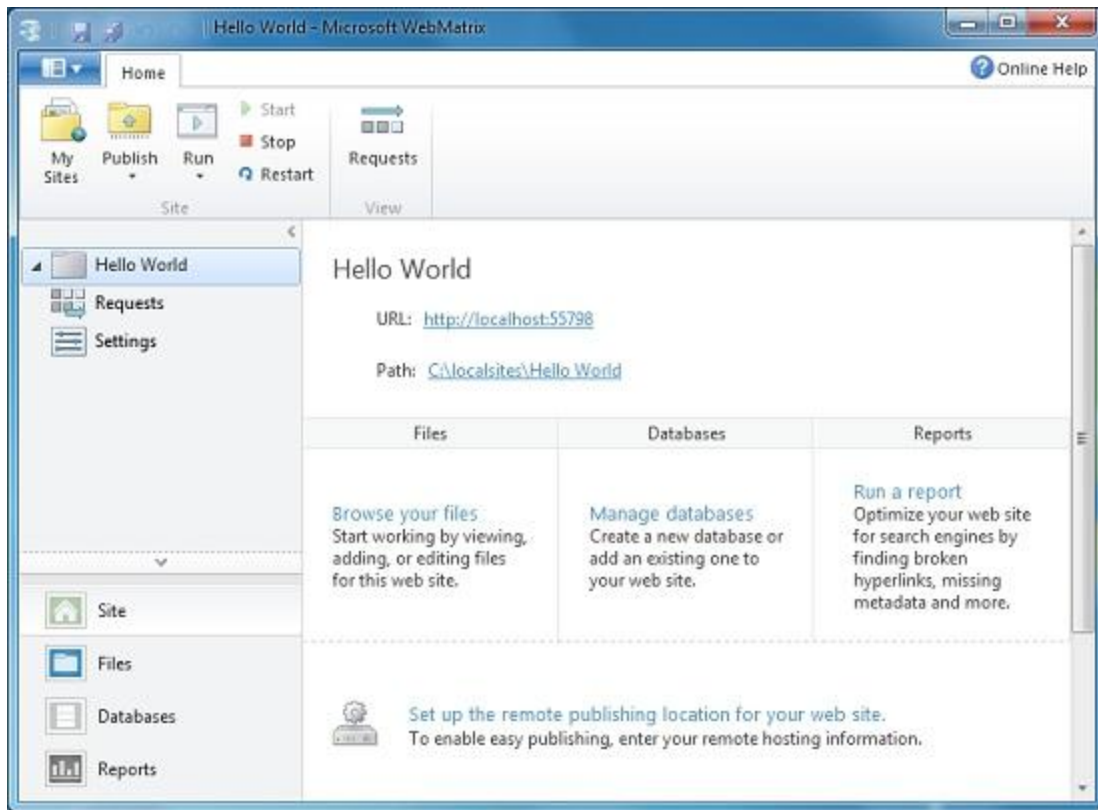 Hello World - Microsoft WebMatrix
Home
Online Help
My Sites
Publish
Run
Start
Stop
Restart
Requests
Site
View
Hello World
Requests
Settings
Hello World
URL: http://localhost:55798
Path: C:\localsites\Hello World
Files
Databases
Reports
Browse your files
Start working by viewing,
adding, or editing files
for this web site.
Manage databases
Create a new database or
add an existing one to
your web site.
Run a report
Optimize your web site
for search engines by
finding broken
hyperlinks, missing
metadata and more.
Site
Files
Databases
Reports
Set up the remote publishing location for your web site.
To enable easy publishing, enter your remote hosting information.